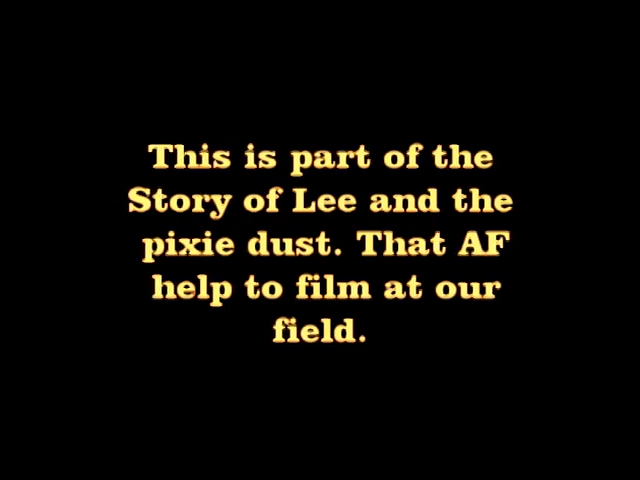 This is part of the
Story of Lee and the
pixie dust. That AF
help to film at our
field.